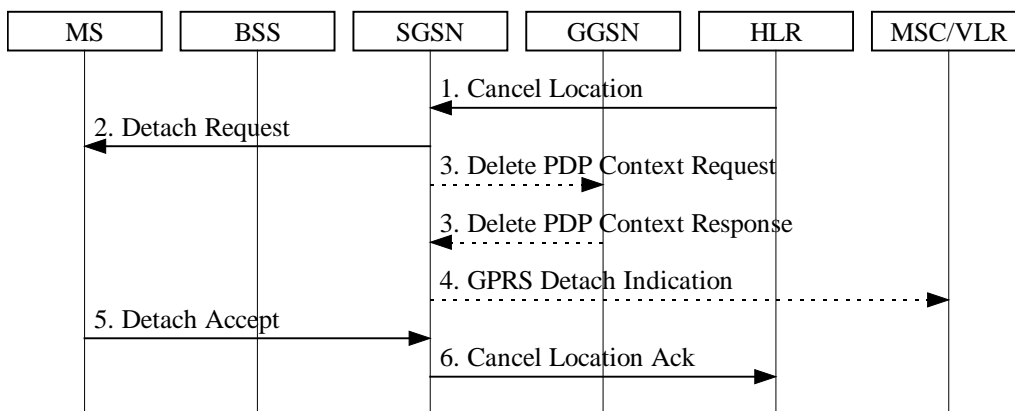 MS
BSS
SGSN
GGSN
HLR
MSC/VLR
1. Cancel Location
2. Detach Request
3. Delete PDP Context Request
3. Delete PDP Context Response
4. GPRS Detach Indication
5. Detach Accept
6. Cancel Location Ack